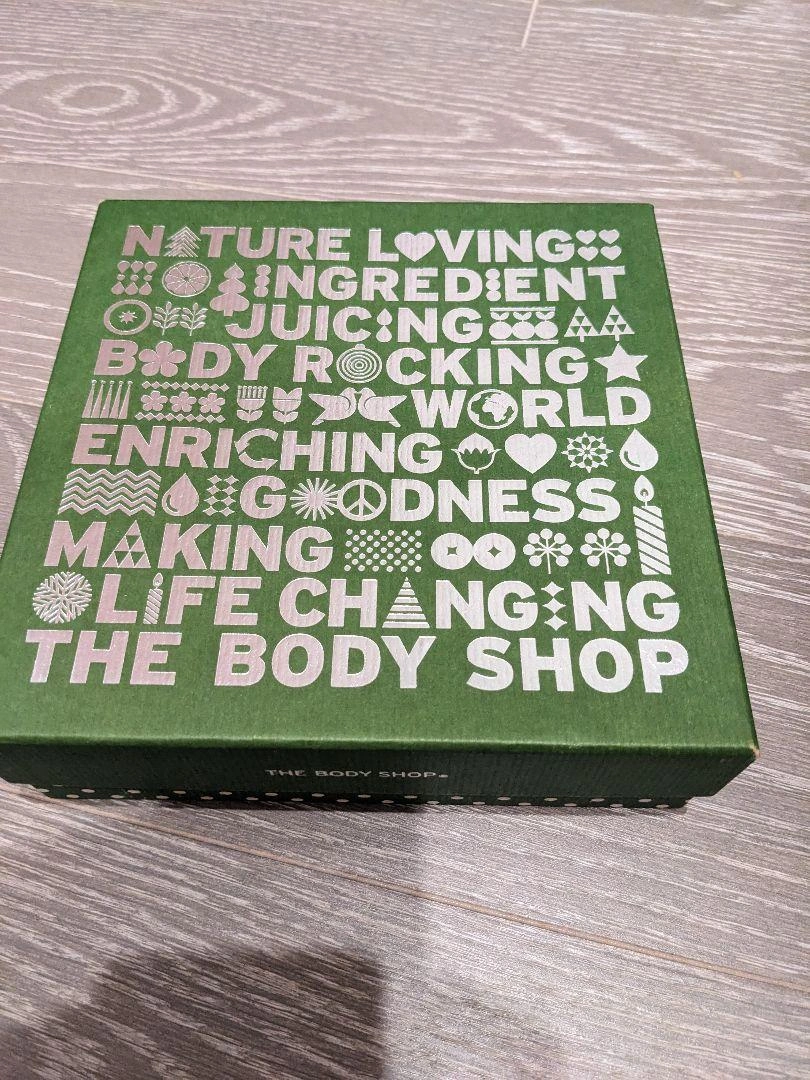 NATURE LOVING
INGREDIENT
JUICING
BODY ROCKING
WORLD
ENRICHING
GOODNESS
MAKING
LIFE CHANGING
THE BODY SHOP
THE BODY SHOP®